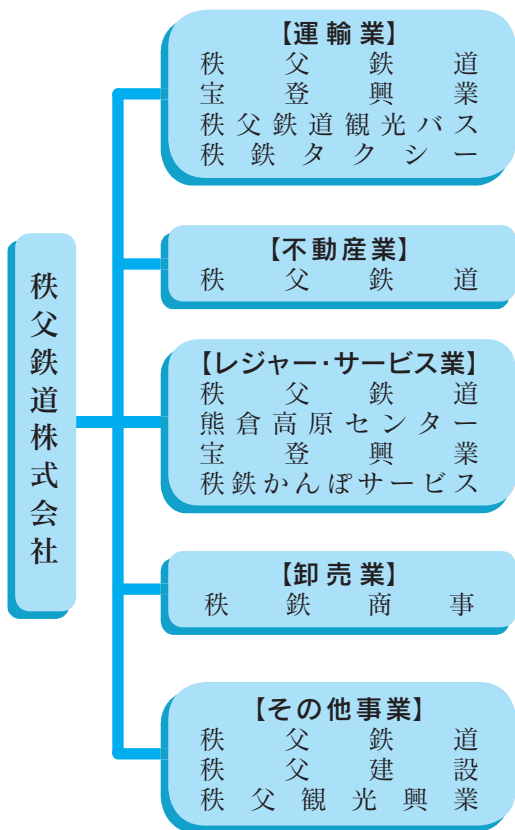 秩父鉄道株式会社
【運輸業】
秩父鉄道
宝登興業
秩父鉄道観光バス
秩鉄タクシー
【不動産業】
秩父鉄道
【レジャー・サービス業】
秩父鉄道
熊倉高原センター
宝登興業
秩鉄かんぽサービス
【卸売業】
秩鉄商事
【その他事業】
秩父鉄道
秩父建設
秩父観光興業